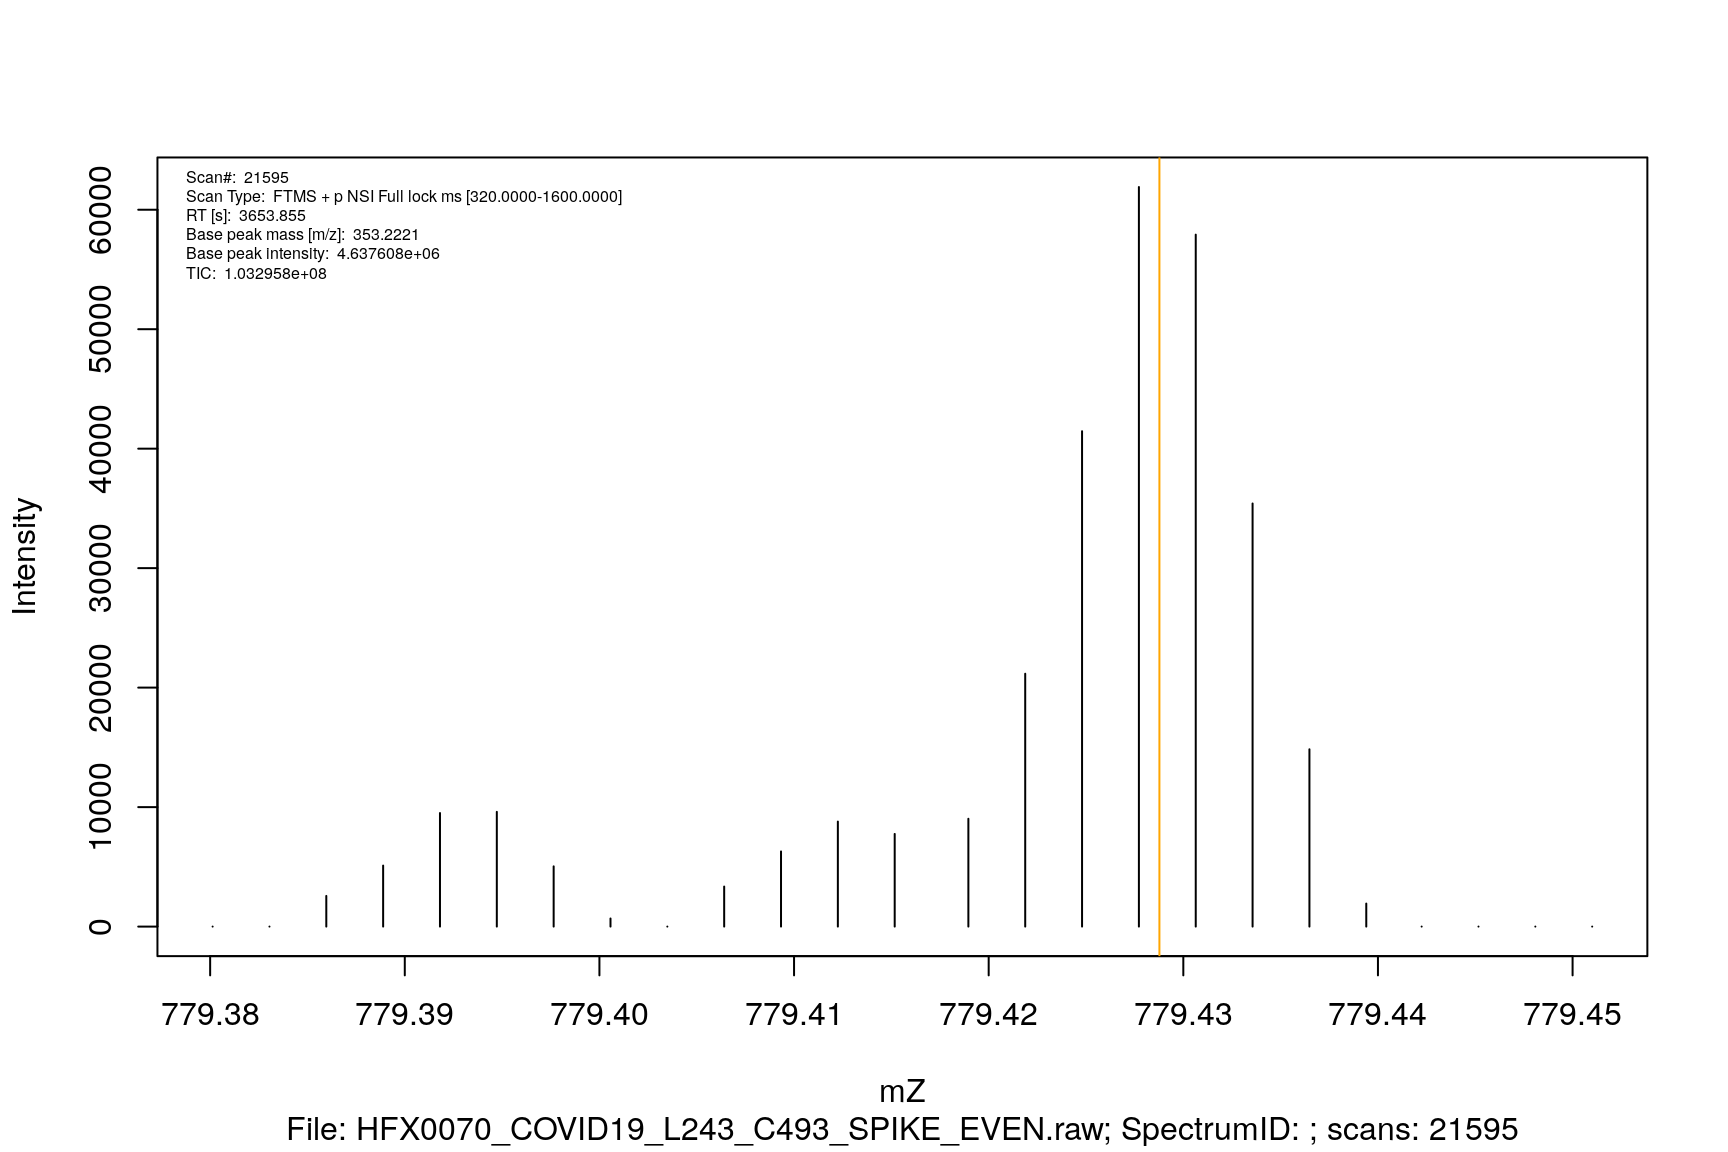 Scan#: 21595
Scan Type: FTMS + p NSI Full lock ms [320.0000-1600.0000]
RT [s]: 3653.855
Base peak mass [m/z]: 353.2221
Base peak intensity: 4.637608e+06
TIC: 1.032958e+08
60000
50000
40000
30000
20000
10000
0
Intensity
779.38 779.39 779.40 779.41 779.42 779.43 779.44 779.45
mZ
File: HFX0070_COVID19_L243_C493_SPIKE_EVEN.raw; SpectrumID: ; scans: 21595